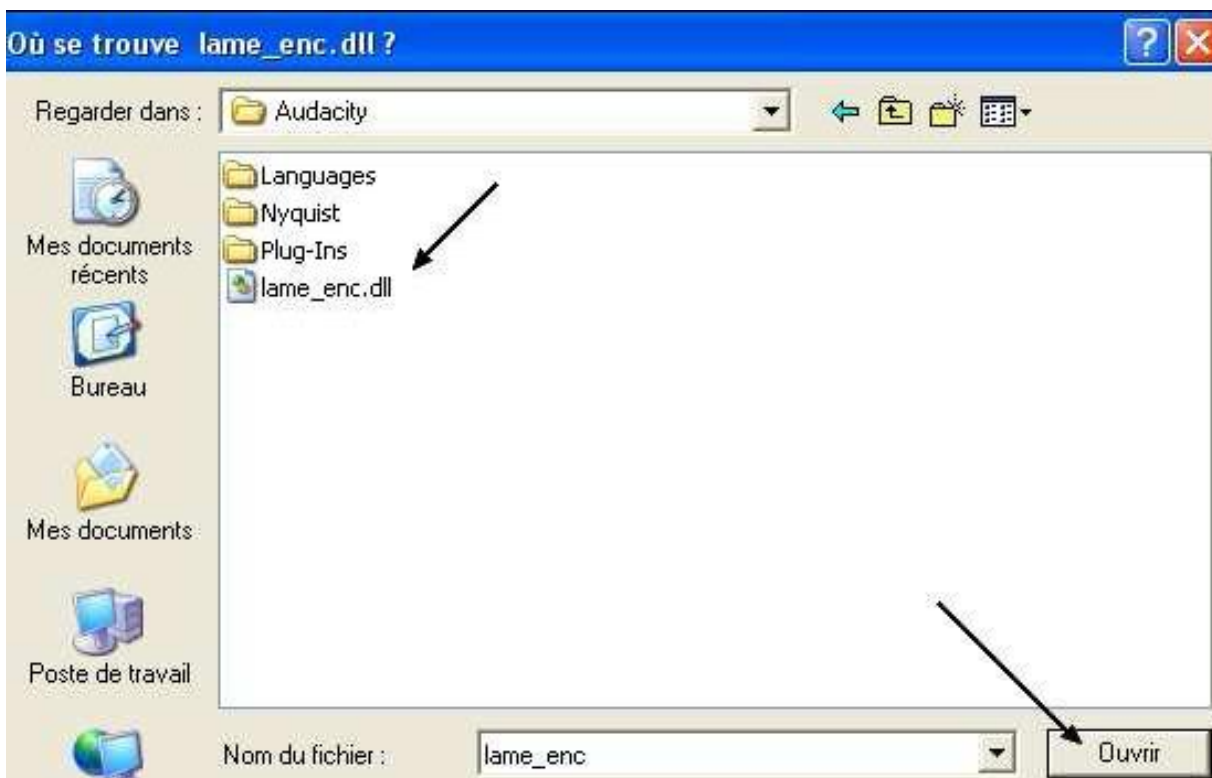 Où se trouve lame_enc.dll ?
Regarder dans :
Audacity
Languages
Nyquist
Plug-Ins
lame_enc.dll
Mes documents
récents
Bureau
Mes documents
Poste de travail
Nom du fichier :
lame_enc
Ouvrir